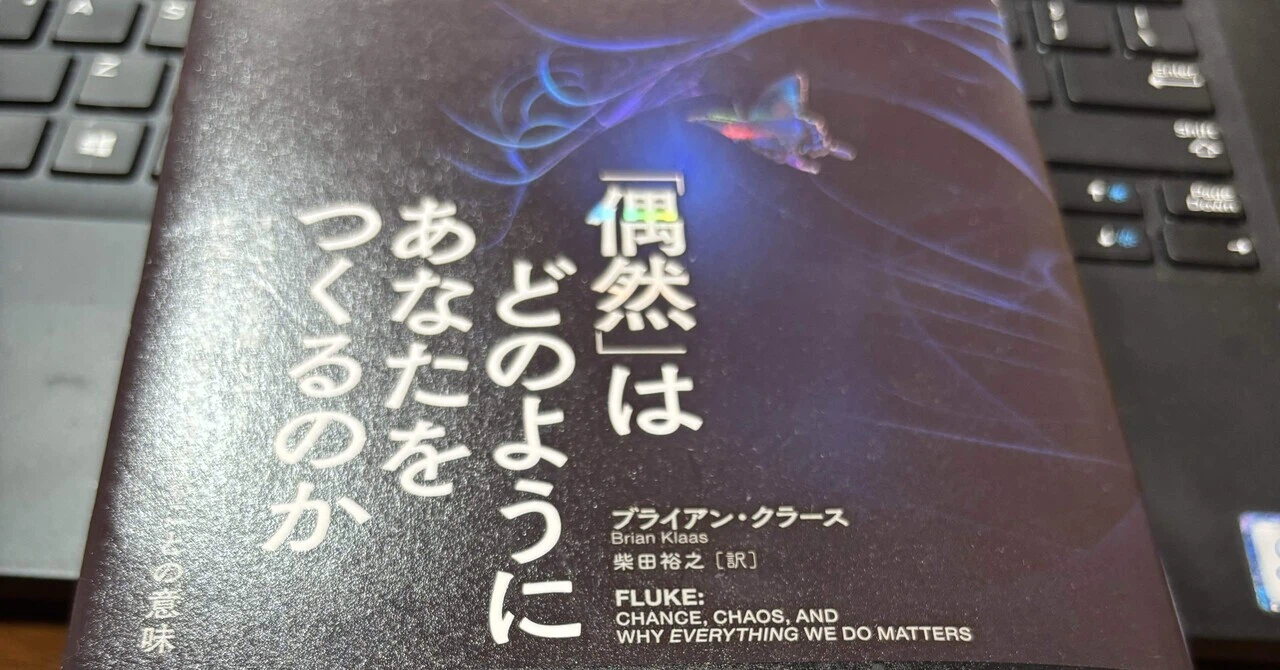 「偶然」は
どのように
あなたを
つくるのか
ブライアン・クラース
Brian Klaas
柴田裕之[訳]
FLUKE:
CHANCE, CHAOS, AND
WHY EVERYTHING WE DO MATTERS
の意味
A
S
Z
enter
shift